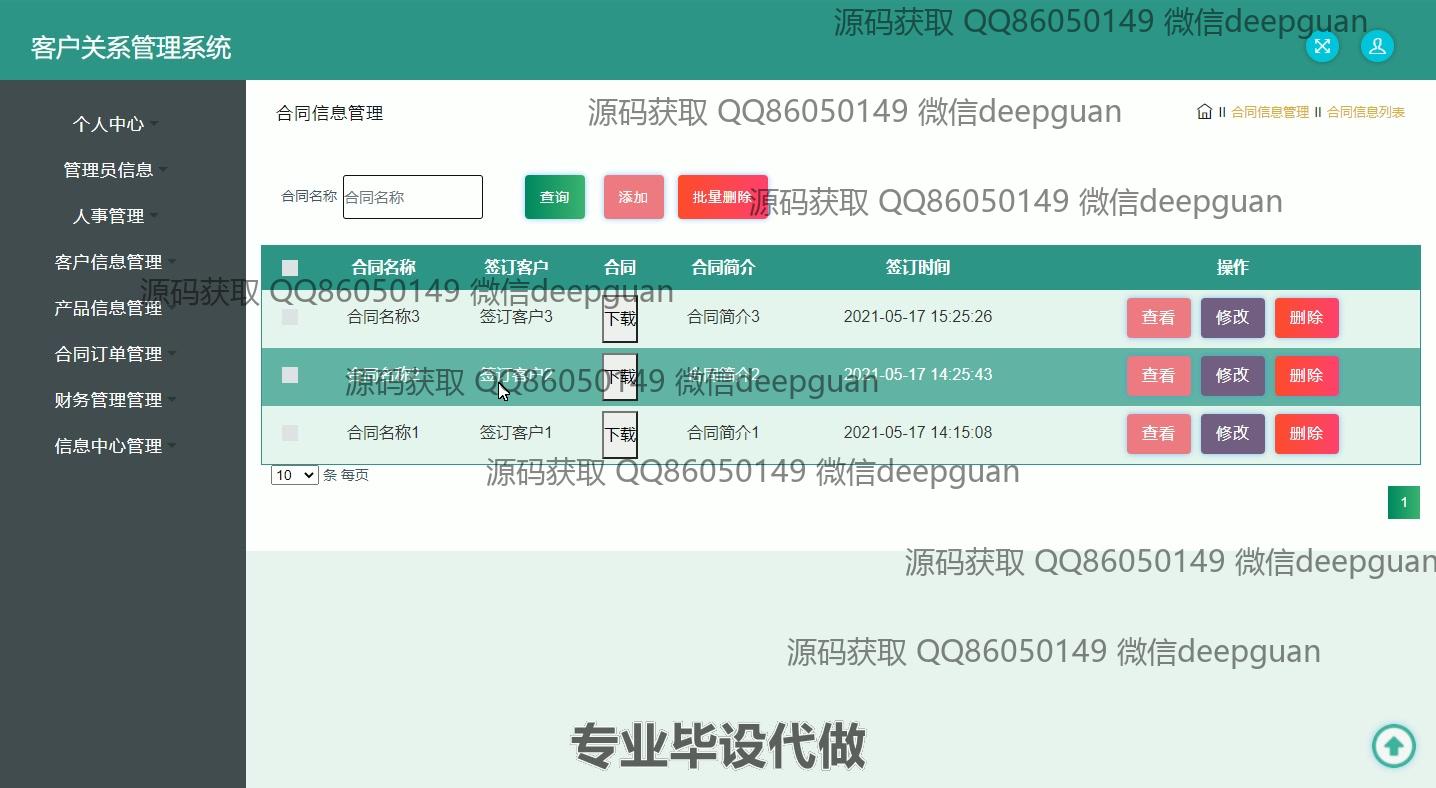 源码获取 QQ86050149 微信deepguan
客户关系管理系统
个人中心
管理员信息
人事管理
客户信息管理
产品信息管理
合同订单管理
财务管理管理
信息中心管理
合同信息管理
源码获取 QQ86050149 微信deepguan
合同信息管理 合同信息列表
合同名称 合同名称 查询 添加 批量删除
源码获取 QQ86050149 微信deepguan
合同名称 签订客户 合同 合同简介 签订时间 操作
源码获取 QQ86050149 微信deepguan
合同名称3 签订客户3 下载 合同简介3 2021-05-17 15:25:26 查看 修改 删除
合同名称2 签订客户2 下载 合同简介2 2021-05-17 14:25:43 查看 修改 删除
源码获取 QQ86050149 微信deepguan
合同名称1 签订客户1 下载 合同简介1 2021-05-17 14:15:08 查看 修改 删除
10 条 每页
源码获取 QQ86050149 微信deepguan
1
源码获取 QQ86050149 微信deepguan
源码获取 QQ86050149 微信deepguan
专业毕设代做